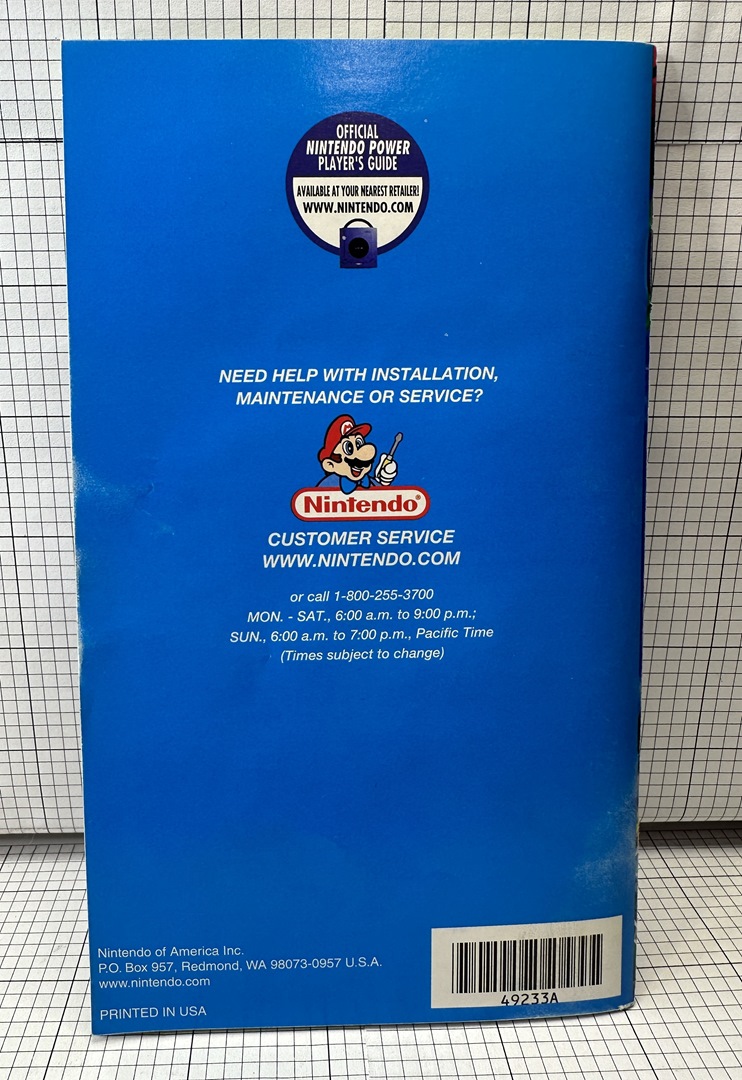 OFFICIAL
NINTENDO POWER
PLAYER'S GUIDE
AVAILABLE AT YOUR NEAREST RETAILER!
WWW.NINTENDO.COM
NEED HELP WITH INSTALLATION,
MAINTENANCE OR SERVICE?
M
Nintendo®
CUSTOMER SERVICE
WWW.NINTENDO.COM
or call 1-800-255-3700
MON. - SAT., 6:00 a.m. to 9:00 p.m.;
SUN., 6:00 a.m. to 7:00 p.m., Pacific Time
(Times subject to change)
Nintendo of America Inc.
P.O. Box 957, Redmond, WA 98073-0957 U.S.A.
www.nintendo.com
PRINTED IN USA
49233A